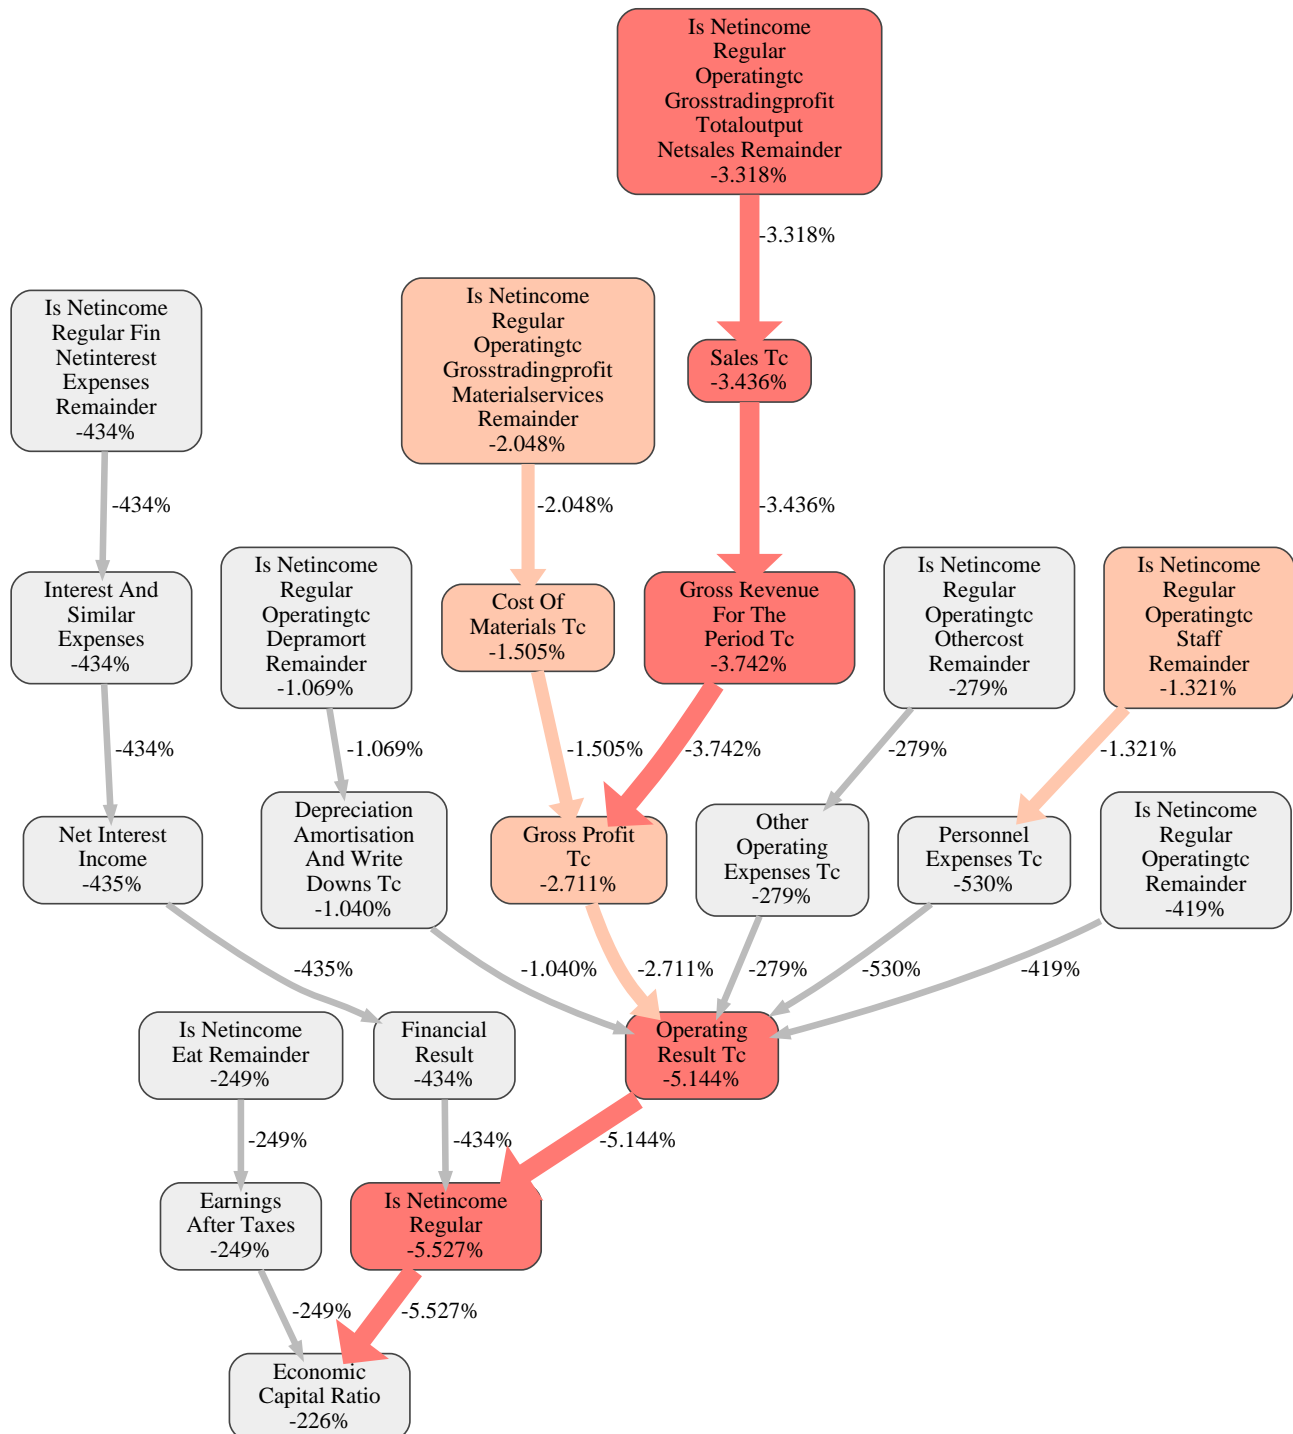 Is Netincome
Regular
Operatingtc
Grosstradingprofit
Totaloutput
Netsales Remainder
-3.318%
-3.318%
Is Netincome
Regular Fin
Netinterest
Expenses
Remainder
-434%
Is Netincome
Regular
Operatingtc
Grosstradingprofit
Materialservices
Remainder
-2.048%
Sales Tc
-3.436%
-434%
-2.048%
-3.436%
Interest And
Similar
Expenses
-434%
Is Netincome
Regular
Operatingtc
Depramort
Remainder
-1.069%
Cost Of
Materials Tc
-1.505%
Gross Revenue
For The
Period Tc
-3.742%
Is Netincome
Regular
Operatingtc
Othercost
Remainder
-279%
Is Netincome
Regular
Operatingtc
Staff
Remainder
-1.321%
-434%
-1.069%
-1.505%
-3.742%
-279%
-1.321%
Net Interest
Income
-435%
Depreciation
Amortisation
And Write
Downs Tc
-1.040%
Gross Profit
Tc
-2.711%
Other
Operating
Expenses Tc
-279%
Personnel
Expenses Tc
-530%
Is Netincome
Regular
Operatingtc
Remainder
-419%
-435%
-1.040%
-2.711%
-279%
-530%
-419%
Is Netincome
Eat Remainder
-249%
Financial
Result
-434%
Operating
Result Tc
-5.144%
-249%
-434%
-5.144%
Earnings
After Taxes
-249%
Is Netincome
Regular
-5.527%
-249%
-5.527%
Economic
Capital Ratio
-226%